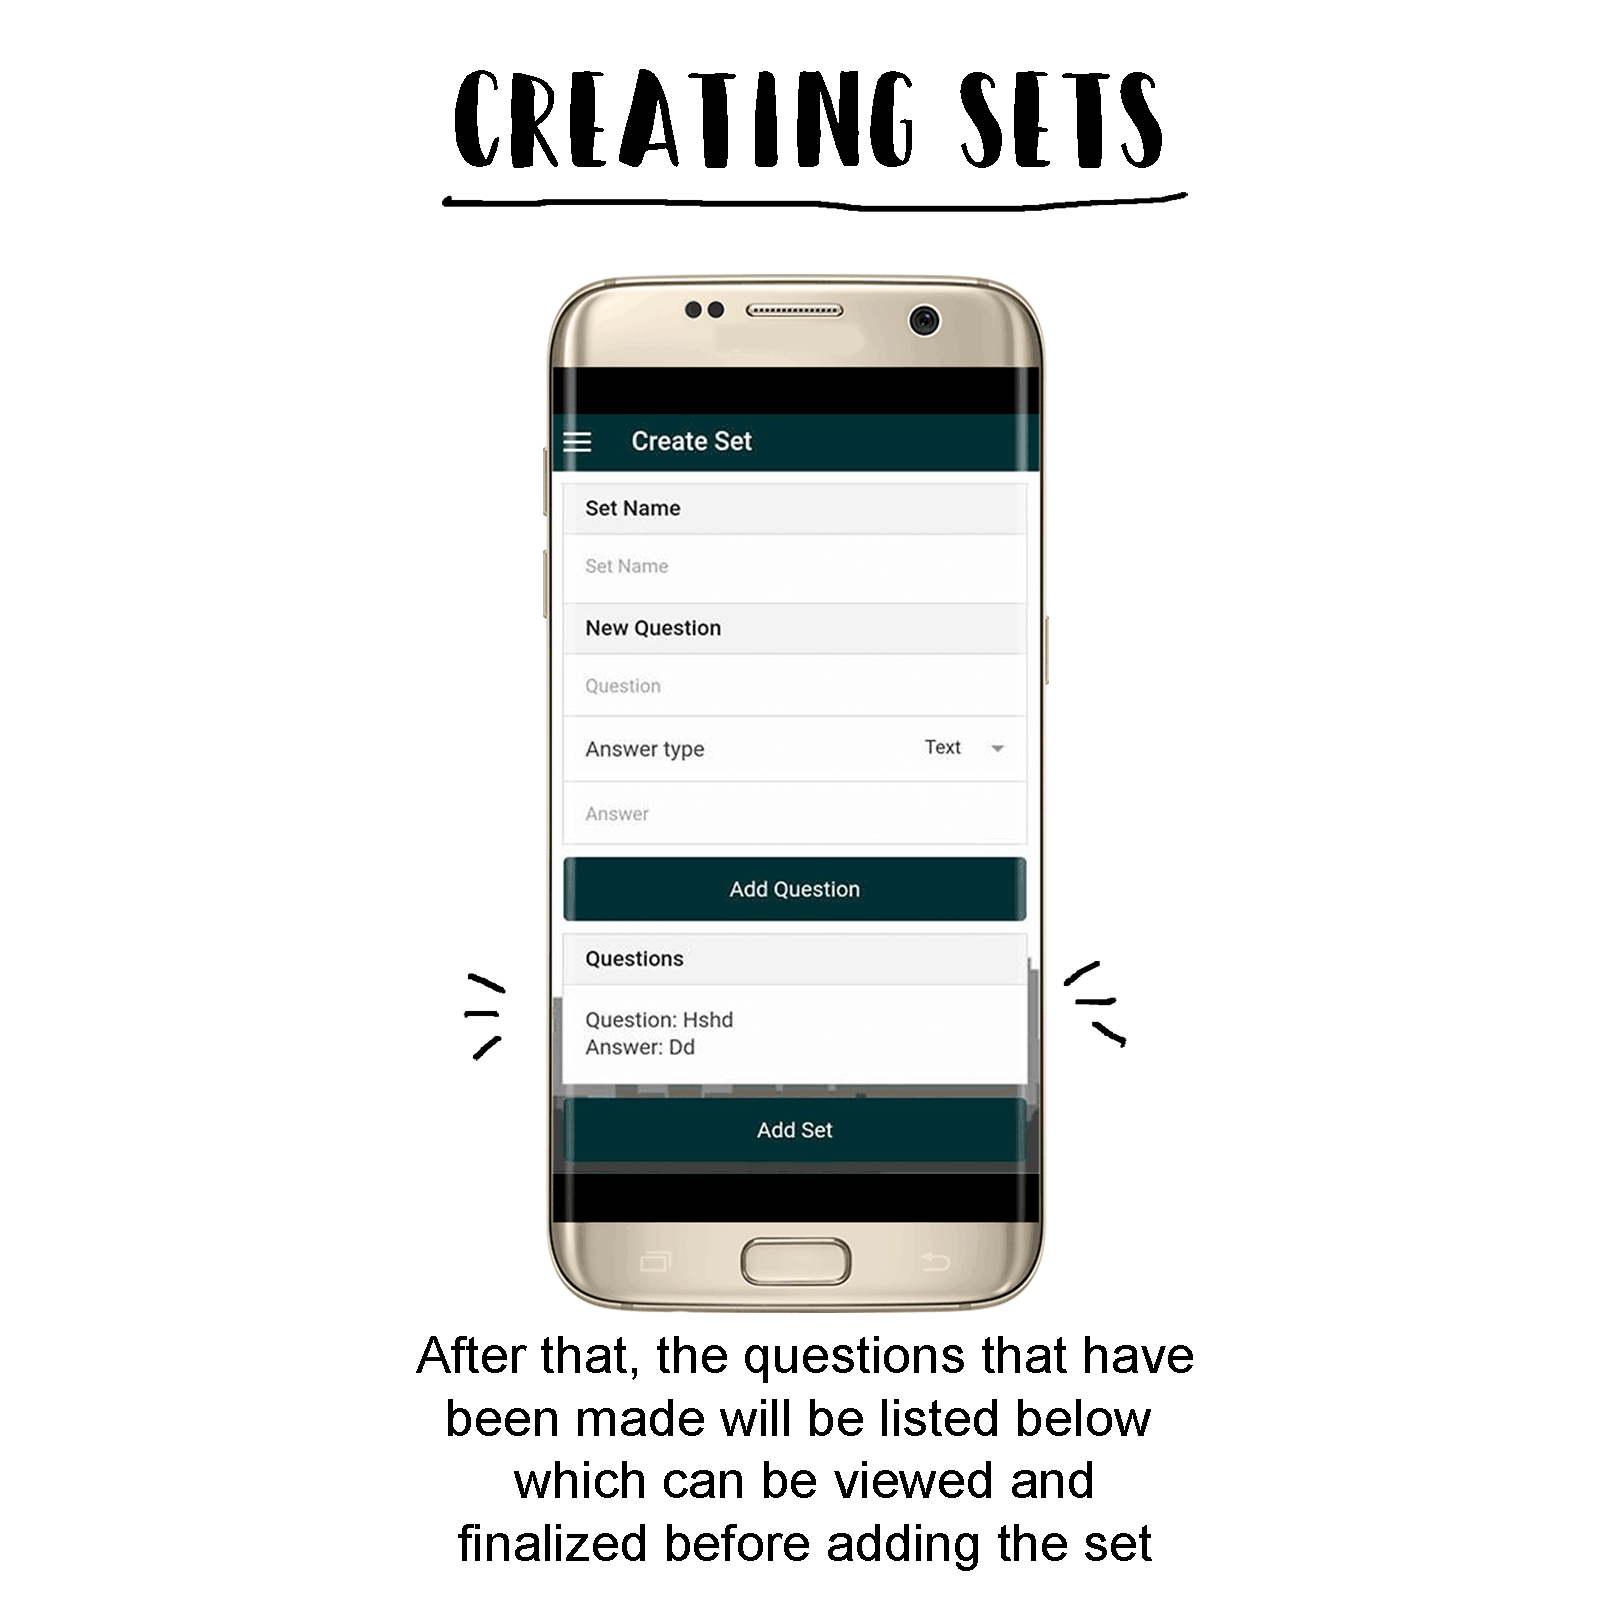 CREATING SETS
Create Set
Set Name
Set Name
New Question
Question
Answer type Text
Answer
Add Question
Questions
Question: Hshd
Answer: Dd
Add Set
After that, the questions that have
been made will be listed below
which can be viewed and
finalized before adding the set